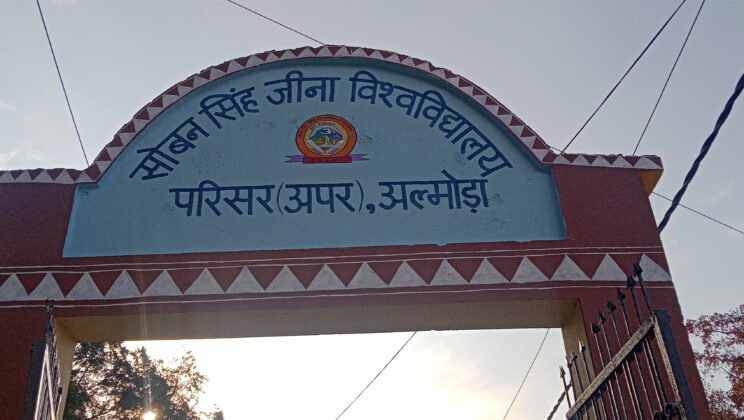 सोबन सिंह जीना विश्वविद्यालय
परिसर(अपर),अल्मोड़ा